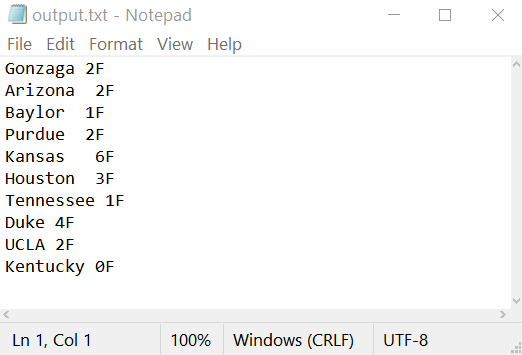 output.txt - Notepad
File Edit Format View Help
Gonzaga 2F
Arizona  2F
Baylor  1F
Purdue  2F
Kansas   6F
Houston  3F
Tennessee 1F
Duke 4F
UCLA 2F
Kentucky 0F
Ln 1, Col 1 100% Windows (CRLF) UTF-8